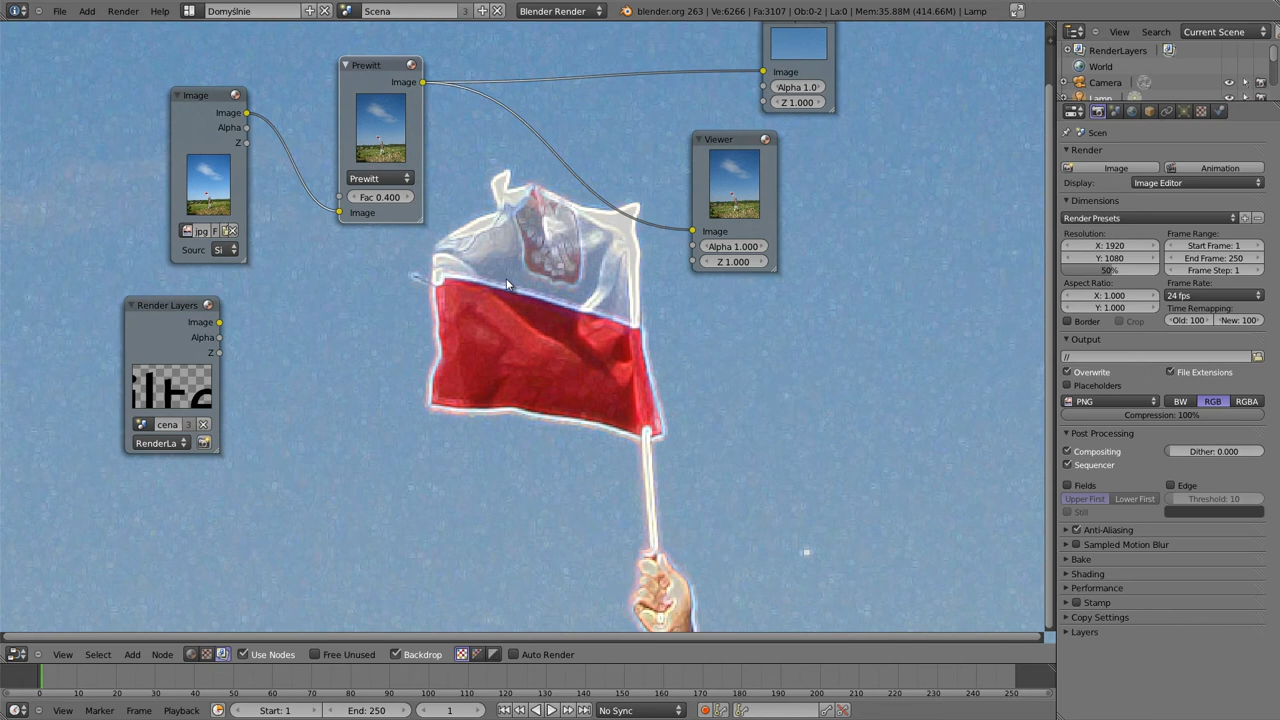 File Add Render Help Domyślnie Scena 3 Blender Render blender.org 263 | Ve:6266 | Fa:3107 | Ob:0-2 | La:0 | Mem:35.88M (414.66M) | Lamp
View Search Current Scene
RenderLayers
World
Camera
Lamp
Scen
Render
Image Animation
Display: Image Editor
Dimensions
Render Presets
Resolution: Frame Range:
X: 1920 Start Frame: 1
Y: 1080 End Frame: 250
50% Frame Step: 1
Aspect Ratio: Frame Rate:
X: 1.000 24 fps
Y: 1.000 Time Remapping:
Border Crop Old: 100 New: 100
Output
//
Overwrite File Extensions
Placeholders
PNG BW RGB RGBA
Compression: 100%
Post Processing
Compositing Dither: 0.000
Sequencer
Fields Edge
Upper First Lower First Threshold: 10
Still
Anti-Aliasing
Sampled Motion Blur
Bake
Shading
Performance
Stamp
Copy Settings
Layers
Image
Image
Alpha
Z
jpg F
Sourc Si
Prewitt
Image
Prewitt
Fac 0.400
Image
Image
Alpha 1.0
Z 1.000
Viewer
Image
Alpha 1.000
Z 1.000
Render Layers
Image
Alpha
Z
cena 3
RenderLa
View Select Add Node Use Nodes Free Unused Backdrop Auto Render
0 10 20 30 40 50 60 70 80 90 100 110 120 130 140 150 160 170 180 190 200 210 220 230 240 250
View Marker Frame Playback Start: 1 End: 250 1 No Sync